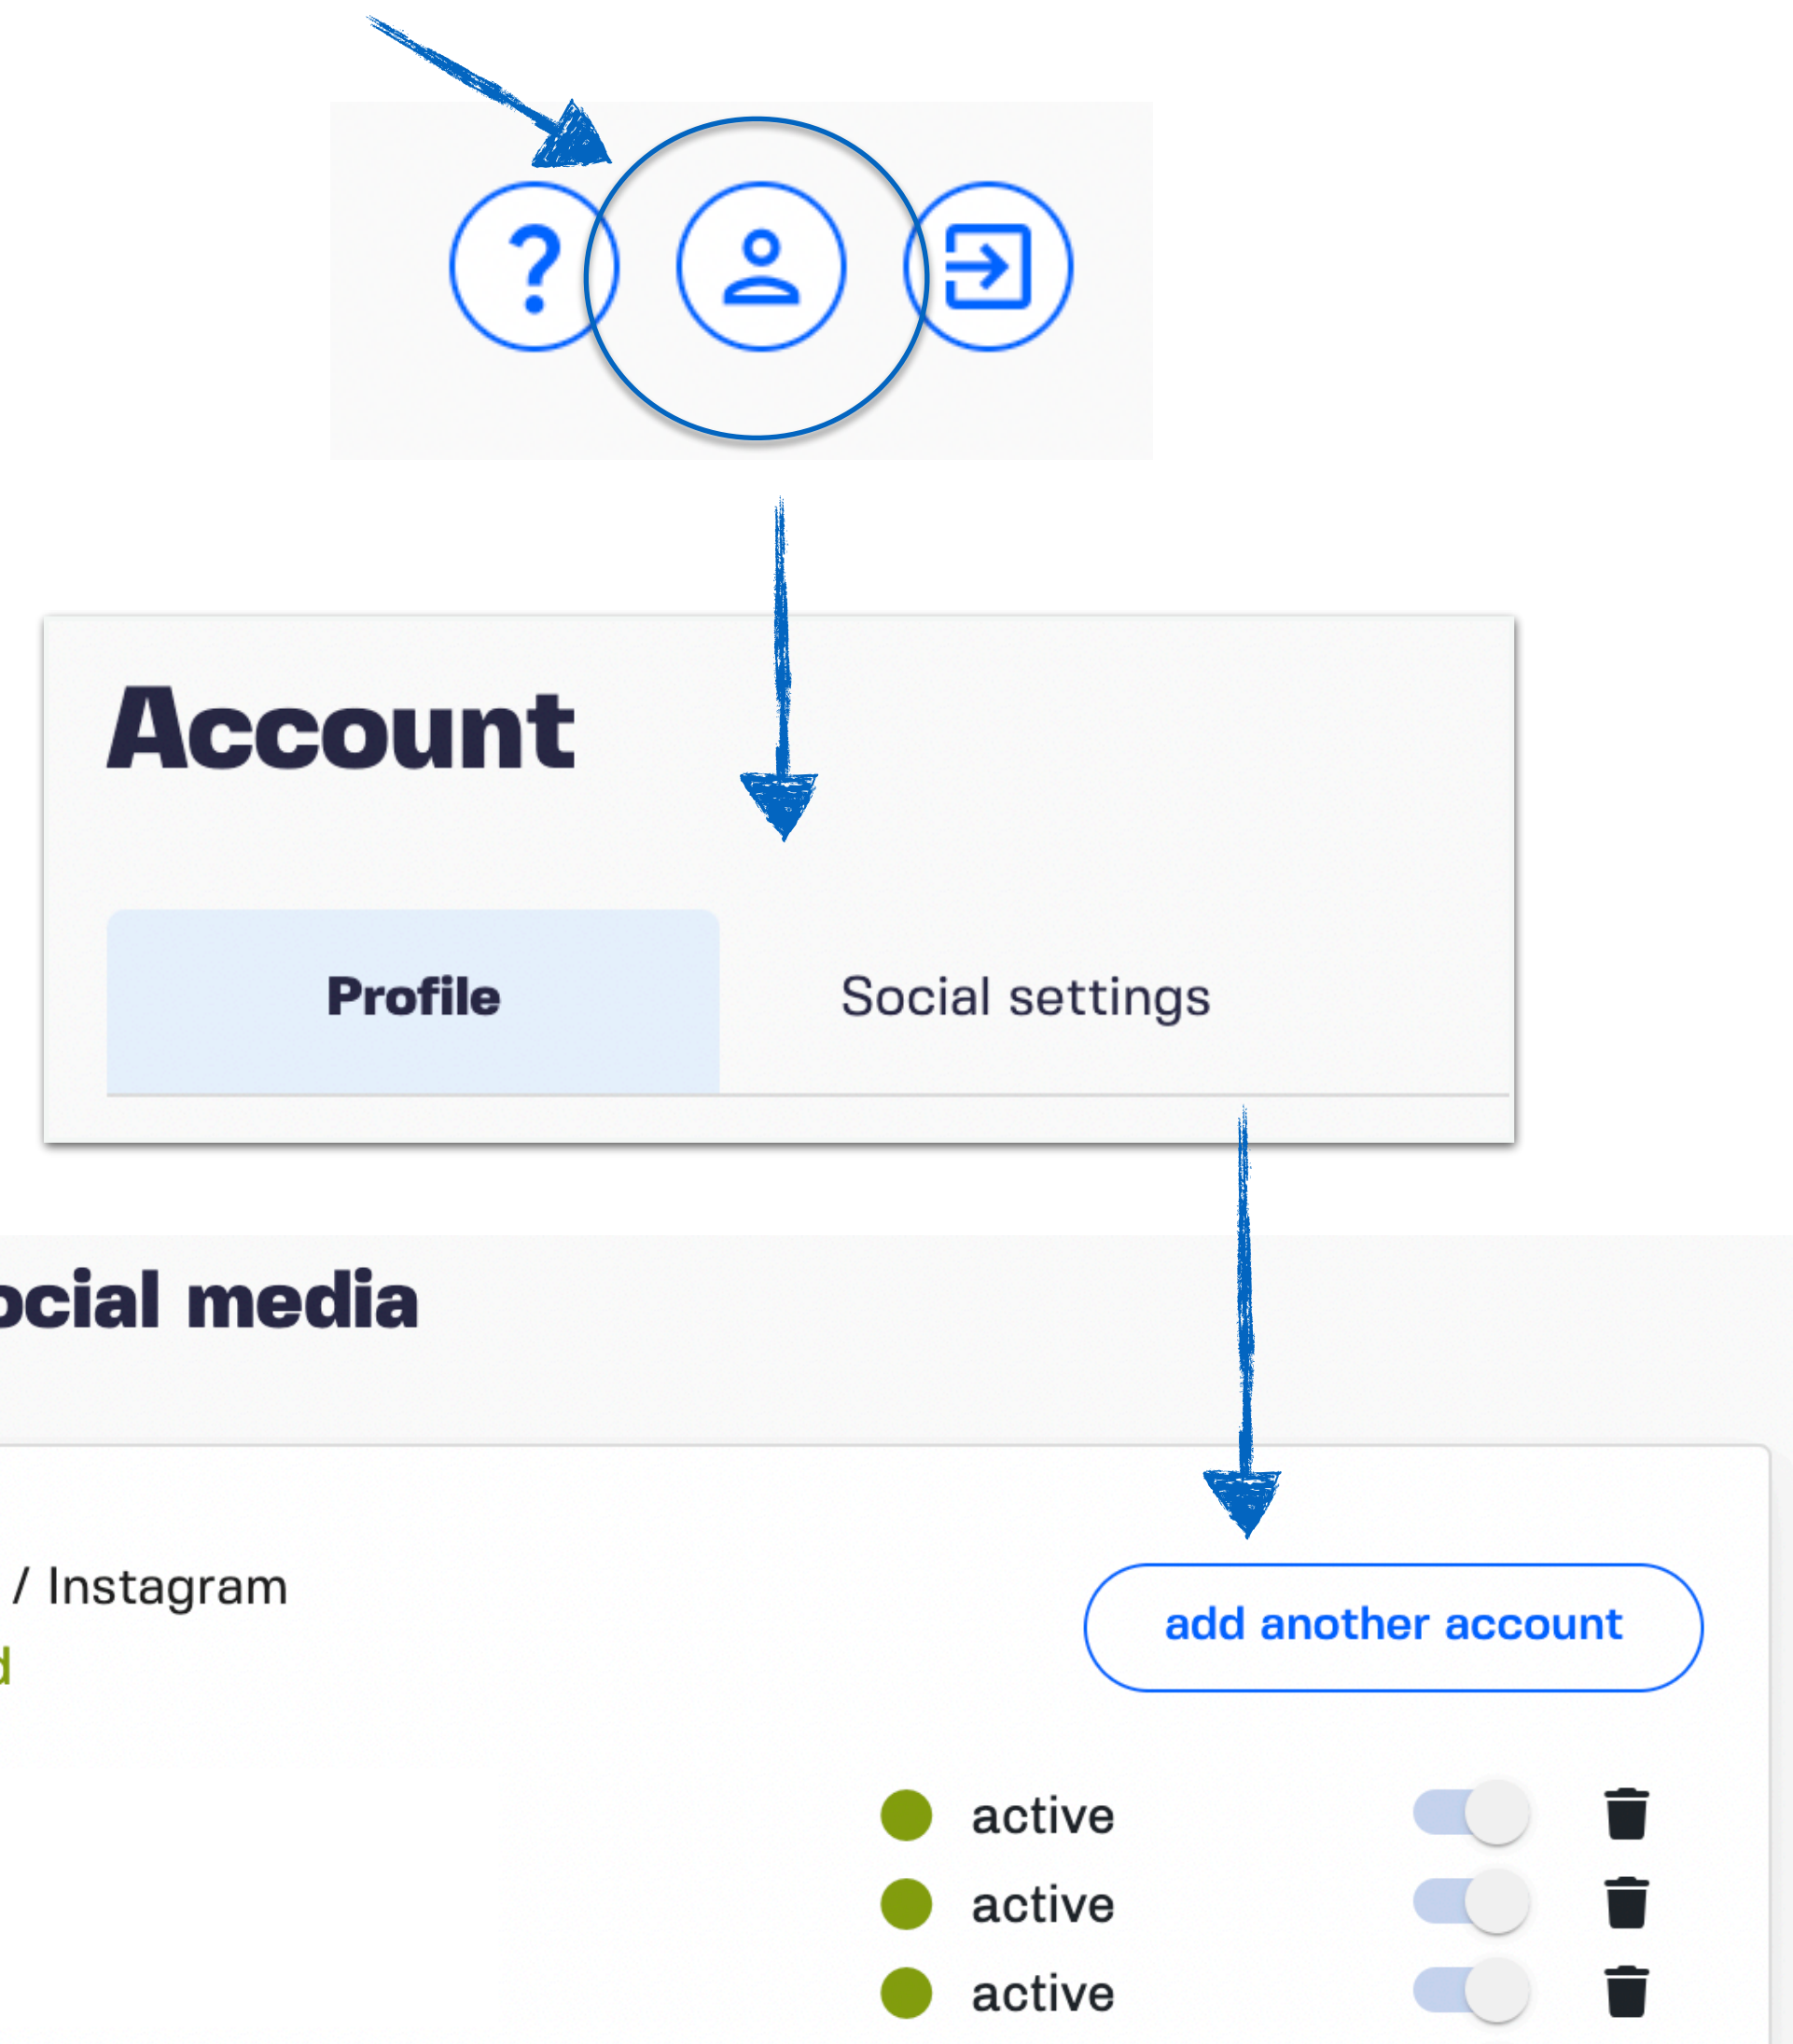 ?
Account
Profile Social settings
ocial media
/ Instagram
d
add another account
active
active
active